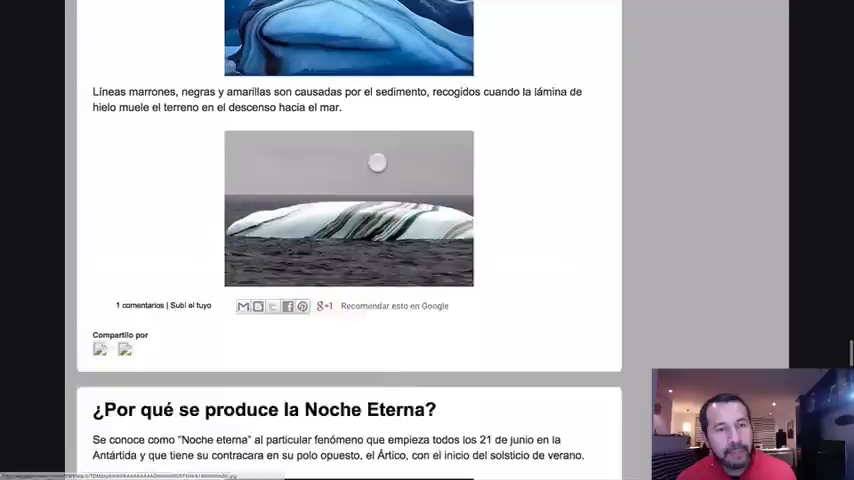 Líneas marrones, negras y amarillas son causadas por el sedimento, recogidos cuando la lámina de
hielo muele el terreno en el descenso hacia el mar.
1 comentarios | Subí el tuyo
G+1 Recomendar esto en Google
Compartilo por
¿Por qué se produce la Noche Eterna?
Se conoce como "Noche eterna" al particular fenómeno que empieza todos los 21 de junio en la
Antártida y que tiene su contracara en su polo opuesto, el Ártico, con el inicio del solsticio de verano.